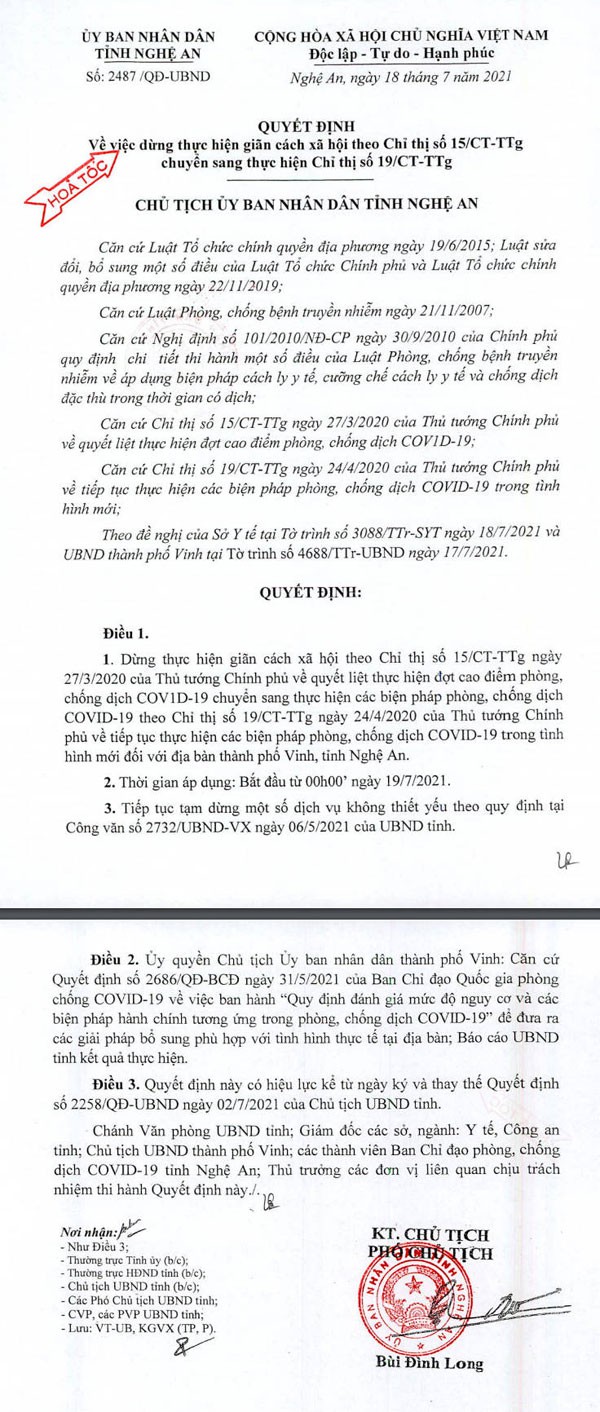 ỦY BAN NHÂN DÂN
TỈNH NGHỆ AN
Số: 2487 /QĐ-UBND
CỘNG HÒA XÃ HỘI CHỦ NGHĨA VIỆT NAM
Độc lập - Tự do - Hạnh phúc
Nghệ An, ngày 18 tháng 7 năm 2021
QUYẾT ĐỊNH
Về việc dừng thực hiện giãn cách xã hội theo Chỉ thị số 15/CT-TTg
chuyển sang thực hiện Chỉ thị số 19/CT-TTg
HOẢ TỐC
CHỦ TỊCH ỦY BAN NHÂN DÂN TỈNH NGHỆ AN
Căn cứ Luật Tổ chức chính quyền địa phương ngày 19/6/2015; Luật sửa
đổi, bổ sung một số điều của Luật Tổ chức Chính phủ và Luật Tổ chức chính
quyền địa phương ngày 22/11/2019;
Căn cứ Luật Phòng, chống bệnh truyền nhiễm ngày 21/11/2007;
Căn cứ Nghị định số 101/2010/NĐ-CP ngày 30/9/2010 của Chính phủ
quy định chi tiết thi hành một số điều của Luật Phòng, chống bệnh truyền
nhiễm về áp dụng biện pháp cách ly y tế, cưỡng chế cách ly y tế và chống dịch
đặc thù trong thời gian có dịch;
Căn cứ Chỉ thị số 15/CT-TTg ngày 27/3/2020 của Thủ tướng Chính phủ
về quyết liệt thực hiện đợt cao điểm phòng, chống dịch COV1D-19;
Căn cứ Chỉ thị số 19/CT-TTg ngày 24/4/2020 của Thủ tướng Chính phủ
về tiếp tục thực hiện các biện pháp phòng, chống dịch COVID-19 trong tình
hình mới;
Theo đề nghị của Sở Y tế tại Tờ trình số 3088/TTr-SYT ngày 18/7/2021 và
UBND thành phố Vinh tại Tờ trình số 4688/TTr-UBND ngày 17/7/2021.
QUYẾT ĐỊNH:
Điều 1.
1. Dừng thực hiện giãn cách xã hội theo Chỉ thị số 15/CT-TTg ngày
27/3/2020 của Thủ tướng Chính phủ về quyết liệt thực hiện đợt cao điểm phòng,
chống dịch COV1D-19 chuyển sang thực hiện các biện pháp phòng, chống dịch
COVID-19 theo Chỉ thị số 19/CT-TTg ngày 24/4/2020 của Thủ tướng Chính
phủ về tiếp tục thực hiện các biện pháp phòng, chống dịch COVID-19 trong tình
hình mới đối với địa bàn thành phố Vinh, tỉnh Nghệ An.
2. Thời gian áp dụng: Bắt đầu từ 00h00’ ngày 19/7/2021.
3. Tiếp tục tạm dừng một số dịch vụ không thiết yếu theo quy định tại
Công văn số 2732/UBND-VX ngày 06/5/2021 của UBND tỉnh.
Điều 2. Ủy quyền Chủ tịch Ủy ban nhân dân thành phố Vinh: Căn cứ
Quyết định số 2686/QĐ-BCĐ ngày 31/5/2021 của Ban Chỉ đạo Quốc gia phòng
chống COVID-19 về việc ban hành “Quy định đánh giá mức độ nguy cơ và các
biện pháp hành chính tương ứng trong phòng, chống dịch COVID-19” để đưa ra
các giải pháp bổ sung phù hợp với tình hình thực tế tại địa bàn; Báo cáo UBND
tỉnh kết quả thực hiện.
Điều 3. Quyết định này có hiệu lực kể từ ngày ký và thay thế Quyết định
số 2258/QĐ-UBND ngày 02/7/2021 của Chủ tịch UBND tỉnh.
Chánh Văn phòng UBND tỉnh; Giám đốc các sở, ngành: Y tế, Công an
tỉnh; Chủ tịch UBND thành phố Vinh; các thành viên Ban Chỉ đạo phòng, chống
dịch COVID-19 tỉnh Nghệ An; Thủ trưởng các đơn vị liên quan chịu trách
nhiệm thi hành Quyết định này./.
Nơi nhận:
- Như Điều 3;
- Thường trực Tỉnh ủy (b/c);
- Thường trực HĐND tỉnh (b/c);
- Chủ tịch UBND tỉnh (b/c);
- Các Phó Chủ tịch UBND tỉnh;
- CVP, các PVP UBND tỉnh;
- Lưu: VT-UB, KGVX (TP, P).
KT. CHỦ TỊCH
PHÓ CHỦ TỊCH
ỦY BAN NHÂN DÂN TỈNH NGHỆ AN
Bùi Đình Long